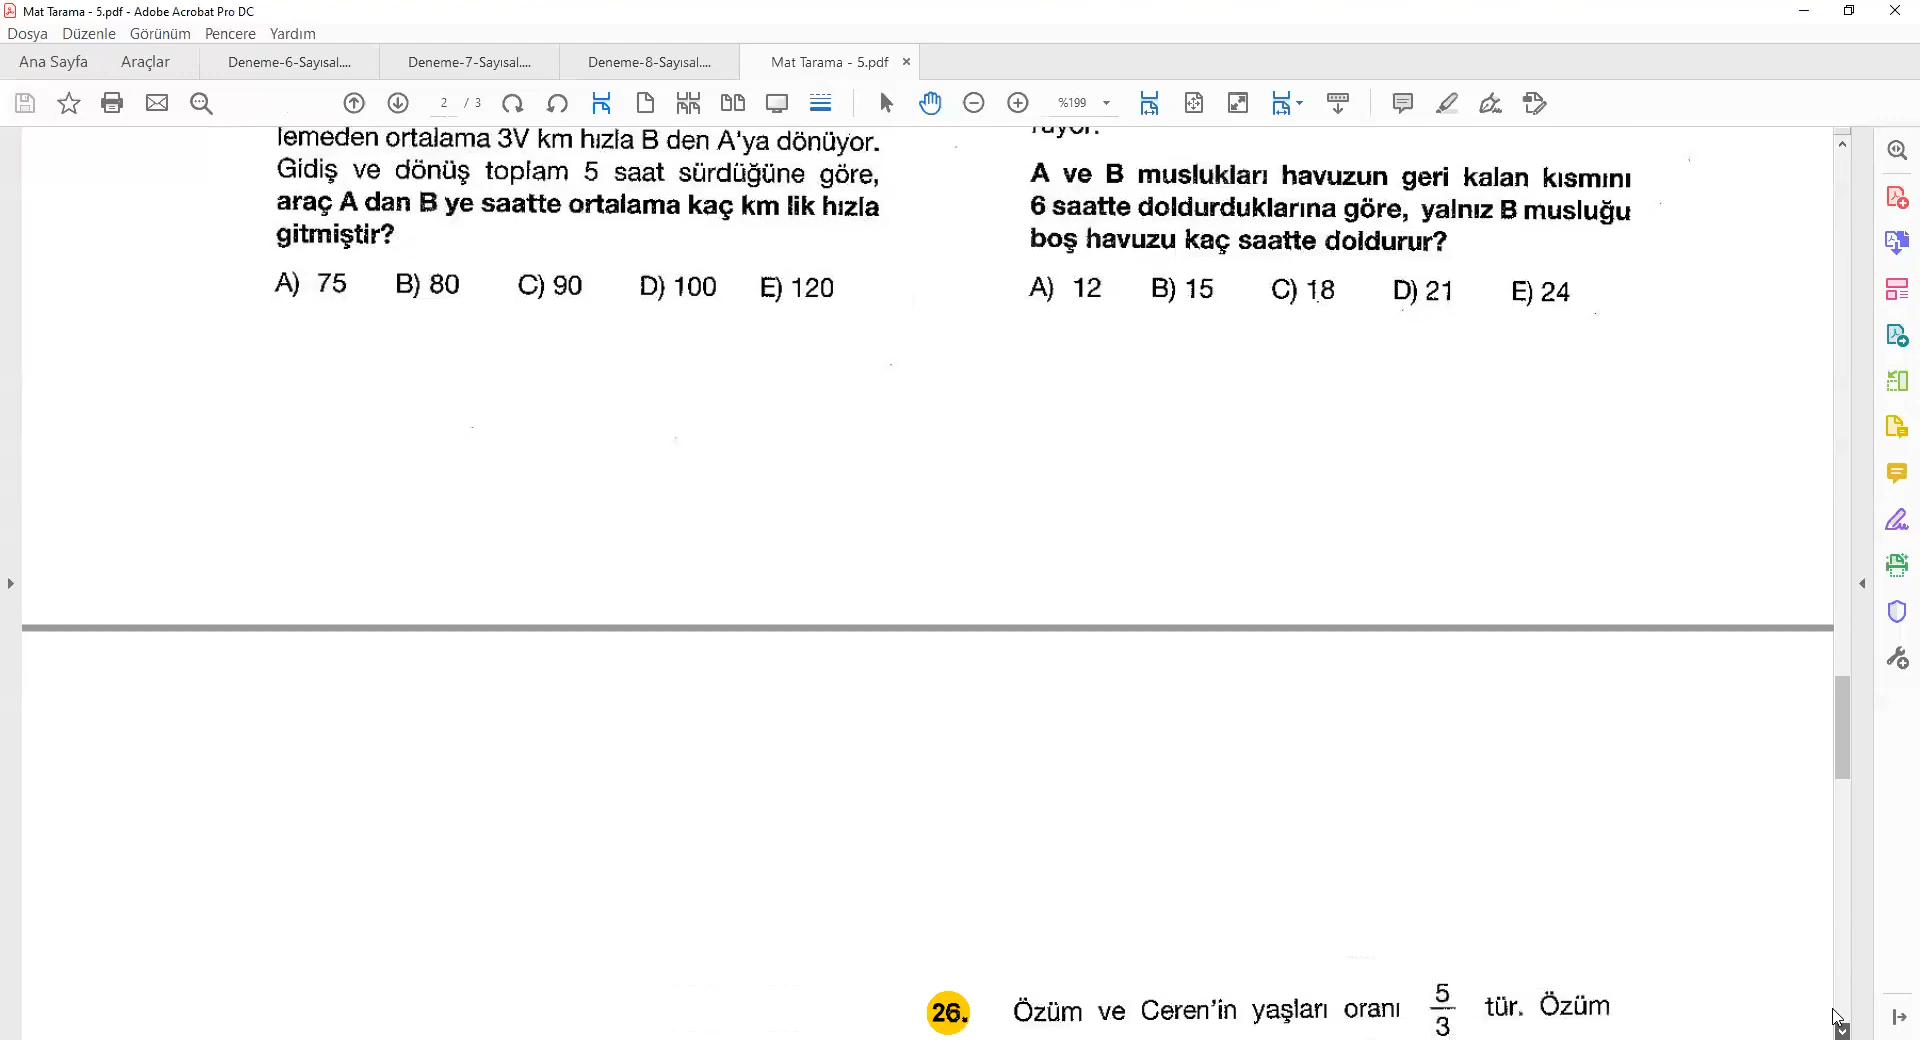 Mat Tarama - 5.pdf - Adobe Acrobat Pro DC
Dosya Düzenle Görünüm Pencere Yardım
Ana Sayfa Araçlar Deneme-6-Sayısal.... Deneme-7-Sayısal.... Deneme-8-Sayısal.... Mat Tarama - 5.pdf ×
2 / 3 %199
lemeden ortalama 3V km hızla B den A'ya dönüyor.
Gidiş ve dönüş toplam 5 saat sürdüğüne göre,
araç A dan B ye saatte ortalama kaç km lik hızla
gitmiştir?
A) 75 B) 80 C) 90 D) 100 E) 120
A ve B muslukları havuzun geri kalan kısmını
6 saatte doldurduklarına göre, yalnız B musluğu
boş havuzu kaç saatte doldurur?
A) 12 B) 15 C) 18 D) 21 E) 24
26. Özüm ve Ceren'in yaşları oranı 5/3 tür. Özüm